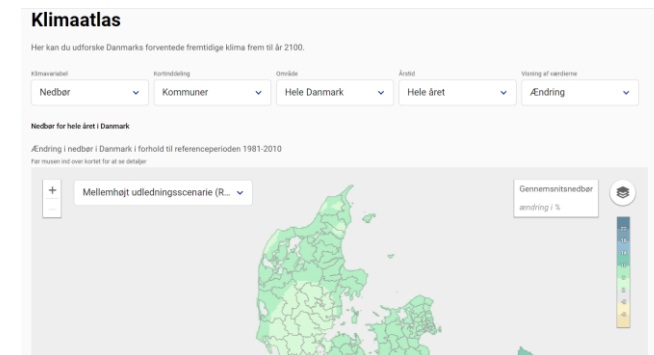 Klimaatlas
Her kan du udforske Danmarks forventede fremtidige klima frem til år 2100.
Klimavariabel Kortinddeling Område Årstid Visning af værdierne
Nedbør Kommuner Hele Danmark Hele året Ændring
Nedbør for hele året i Danmark
Ændring i nedbør i Danmark i forhold til referenceperioden 1981-2010
Før musen ind over kortet for at se detaljer
+ Mellemhøjt udledningsscenarie (R... Gennemsnitsnedbør
ændring i %